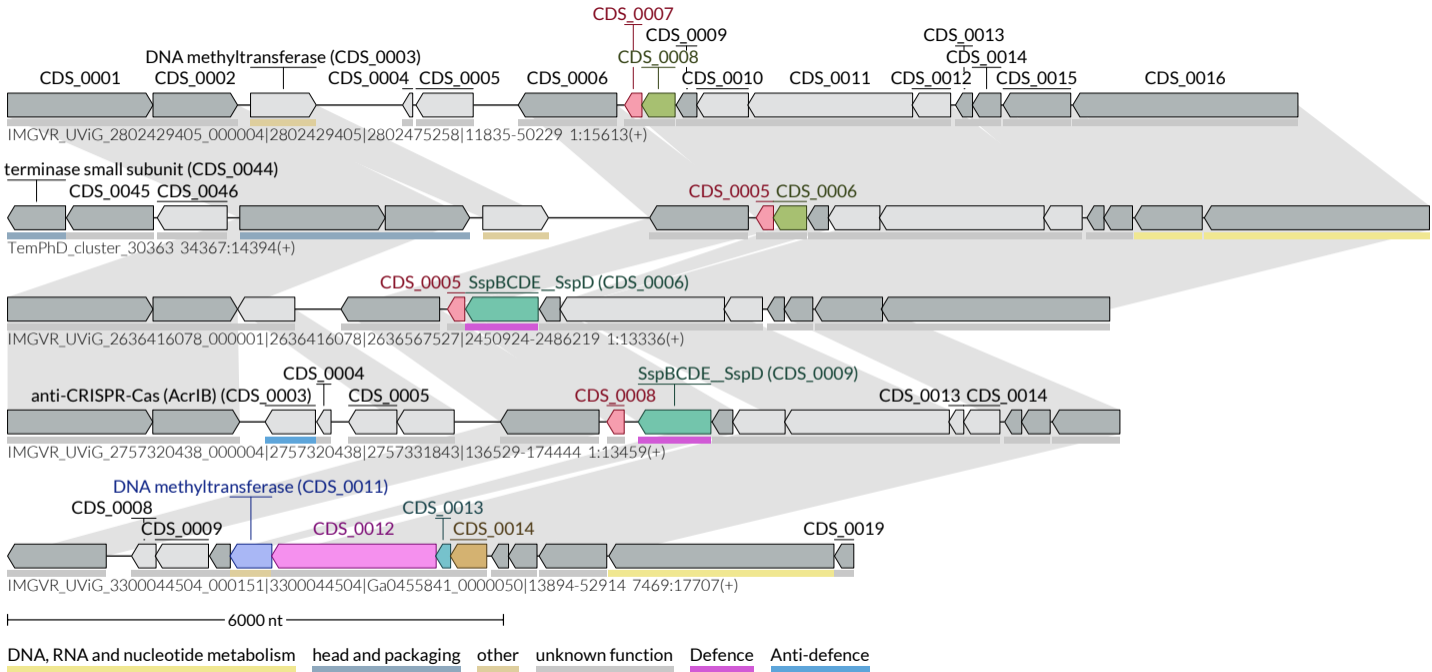 CDS_0007
CDS_0009 CDS_0013
DNA methyltransferase (CDS_0003) CDS_0008 CDS_0014
CDS_0001 CDS_0002 CDS_0004 CDS_0005 CDS_0006 CDS_0010 CDS_0011 CDS_0012 CDS_0015 CDS_0016
IMGVR_UViG_2802429405_000004|2802429405|2802475258|11835-50229 1:15613(+)
terminase small subunit (CDS_0044)
CDS_0045 CDS_0046 CDS_0005 CDS_0006
TemPhD_cluster_30363 34367:14394(+)
CDS_0005 SspBCDE__SspD (CDS_0006)
IMGVR_UViG_2636416078_000001|2636416078|2636567527|2450924-2486219 1:13336(+)
CDS_0004 SspBCDE__SspD (CDS_0009)
anti-CRISPR-Cas (AcrIB) (CDS_0003) CDS_0005 CDS_0008 CDS_0013 CDS_0014
IMGVR_UViG_2757320438_000004|2757320438|2757331843|136529-174444 1:13459(+)
DNA methyltransferase (CDS_0011)
CDS_0008 CDS_0013
CDS_0009 CDS_0012 CDS_0014 CDS_0019
IMGVR_UViG_3300044504_000151|3300044504|Ga0455841_0000050|13894-52914 7469:17707(+)
6000 nt
DNA, RNA and nucleotide metabolism head and packaging other unknown function Defence Anti-defence